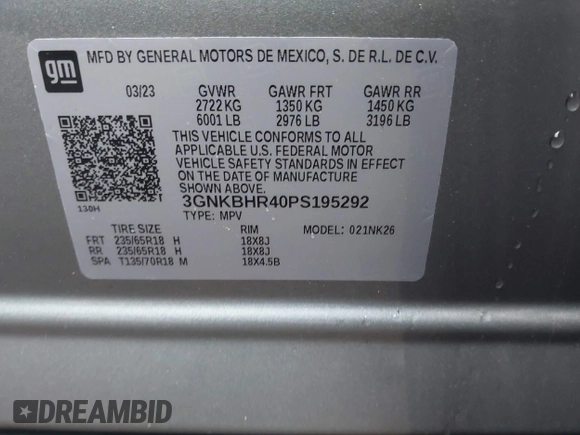 gm
MFD BY GENERAL MOTORS DE MEXICO, S. DE R.L. DE C.V.
03/23 GVWR GAWR FRT GAWR RR
2722 KG 1350 KG 1450 KG
6001 LB 2976 LB 3196 LB
THIS VEHICLE CONFORMS TO ALL
APPLICABLE U.S. FEDERAL MOTOR
VEHICLE SAFETY STANDARDS IN EFFECT
ON THE DATE OF MANUFACTURE
SHOWN ABOVE.
130H 3GNKBHR40PS195292
TYPE: MPV
TIRE SIZE RIM MODEL: 021NK26
FRT 235/65R18 H 18X8J
RR 235/65R18 H 18X8J
SPA T135/70R18 M 18X4.5B
DREAMBID